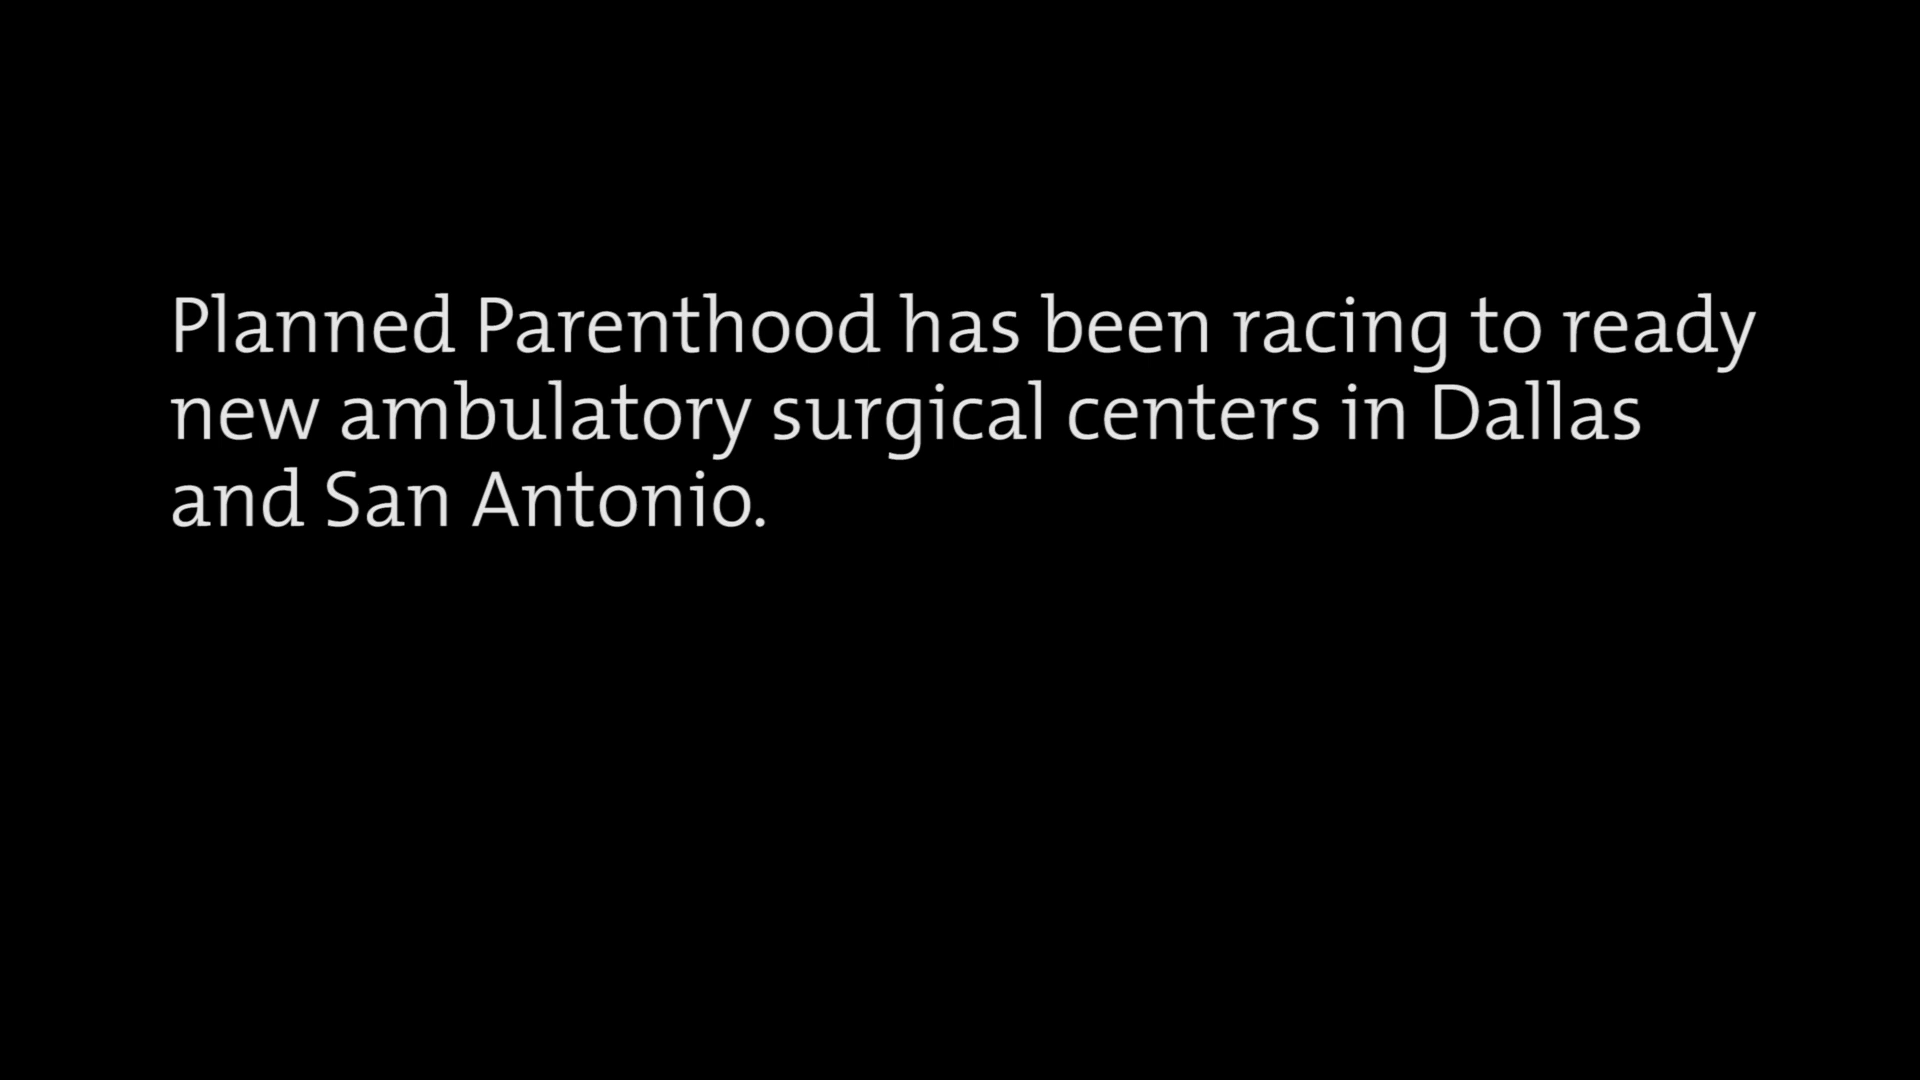 Planned Parenthood has been racing to ready
new ambulatory surgical centers in Dallas
and San Antonio.